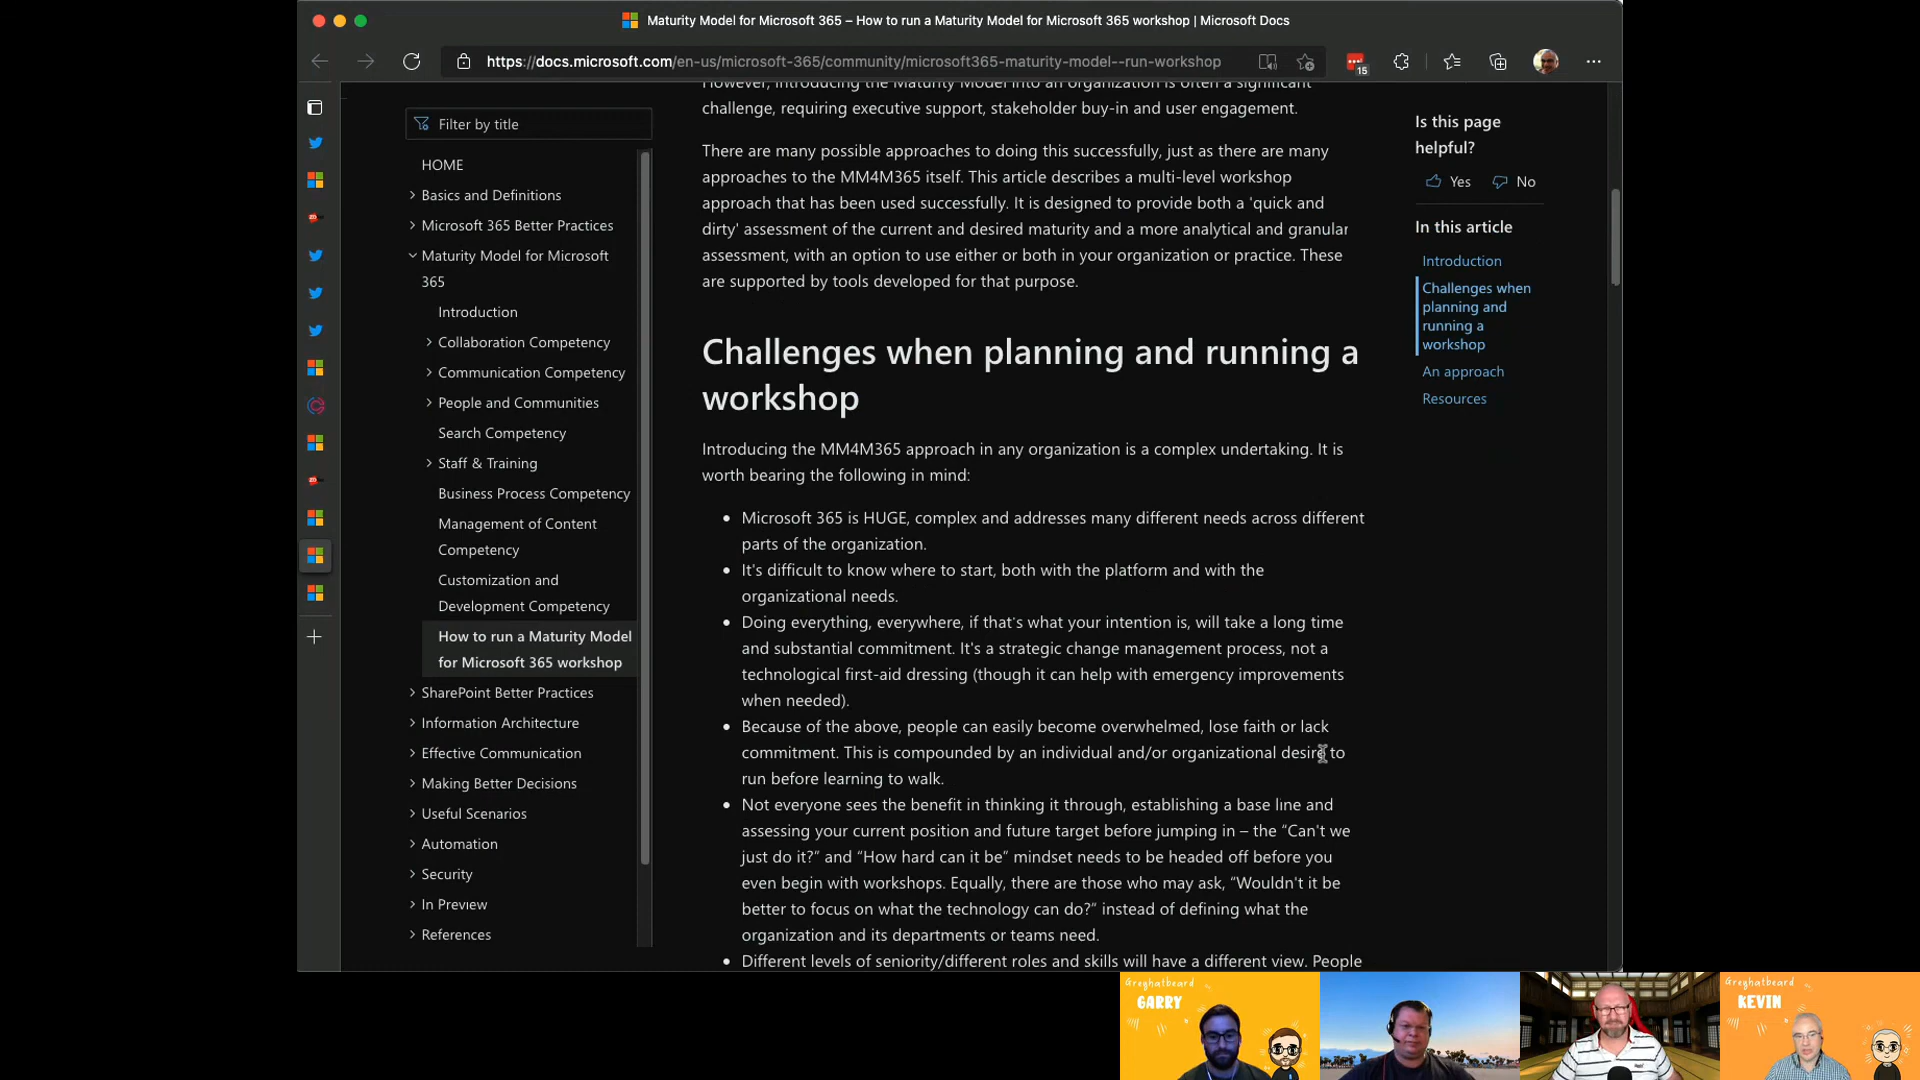 Maturity Model for Microsoft 365 – How to run a Maturity Model for Microsoft 365 workshop | Microsoft Docs
https://docs.microsoft.com/en-us/microsoft-365/community/microsoft365-maturity-model--run-workshop
15
Filter by title
HOME
Basics and Definitions
Microsoft 365 Better Practices
Maturity Model for Microsoft
365
Introduction
Collaboration Competency
Communication Competency
People and Communities
Search Competency
Staff & Training
Business Process Competency
Management of Content
Competency
Customization and
Development Competency
How to run a Maturity Model
for Microsoft 365 workshop
SharePoint Better Practices
Information Architecture
Effective Communication
Making Better Decisions
Useful Scenarios
Automation
Security
In Preview
References
However, introducing the Maturity Model into an organization is often a significant
challenge, requiring executive support, stakeholder buy-in and user engagement.
There are many possible approaches to doing this successfully, just as there are many
approaches to the MM4M365 itself. This article describes a multi-level workshop
approach that has been used successfully. It is designed to provide both a 'quick and
dirty' assessment of the current and desired maturity and a more analytical and granular
assessment, with an option to use either or both in your organization or practice. These
are supported by tools developed for that purpose.
Challenges when planning and running a
workshop
Introducing the MM4M365 approach in any organization is a complex undertaking. It is
worth bearing the following in mind:
• Microsoft 365 is HUGE, complex and addresses many different needs across different
parts of the organization.
• It's difficult to know where to start, both with the platform and with the
organizational needs.
• Doing everything, everywhere, if that's what your intention is, will take a long time
and substantial commitment. It's a strategic change management process, not a
technological first-aid dressing (though it can help with emergency improvements
when needed).
• Because of the above, people can easily become overwhelmed, lose faith or lack
commitment. This is compounded by an individual and/or organizational desire to
run before learning to walk.
• Not everyone sees the benefit in thinking it through, establishing a base line and
assessing your current position and future target before jumping in – the “Can't we
just do it?” and “How hard can it be” mindset needs to be headed off before you
even begin with workshops. Equally, there are those who may ask, “Wouldn't it be
better to focus on what the technology can do?” instead of defining what the
organization and its departments or teams need.
• Different levels of seniority/different roles and skills will have a different view. People
Is this page
helpful?
Yes
No
In this article
Introduction
Challenges when
planning and
running a
workshop
An approach
Resources
Greyhatbeard
GARRY
Greyhatbeard
KEVIN